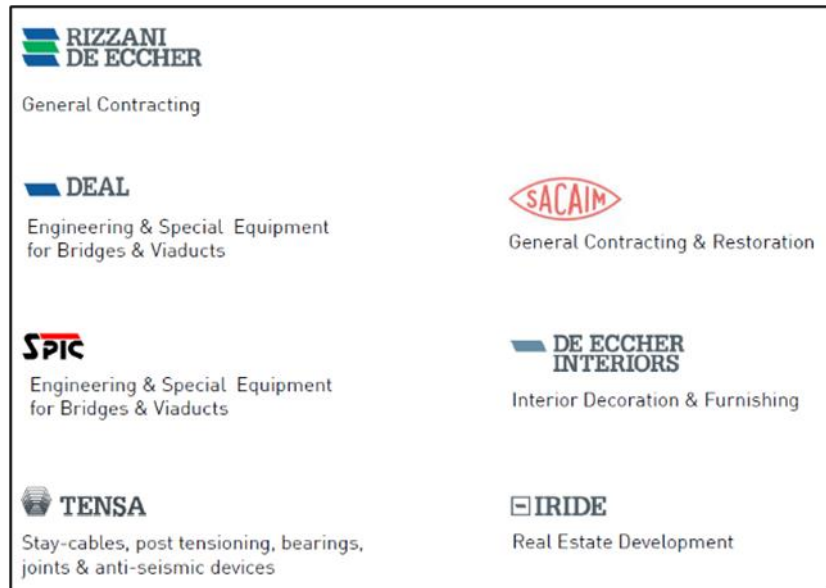 RIZZANI
DE ECCHER
General Contracting
DEAL
Engineering & Special Equipment
for Bridges & Viaducts
SACAIM
General Contracting & Restoration
SPIC
Engineering & Special Equipment
for Bridges & Viaducts
DE ECCHER
INTERIORS
Interior Decoration & Furnishing
TENSA
Stay-cables, post tensioning, bearings,
joints & anti-seismic devices
IRIDE
Real Estate Development